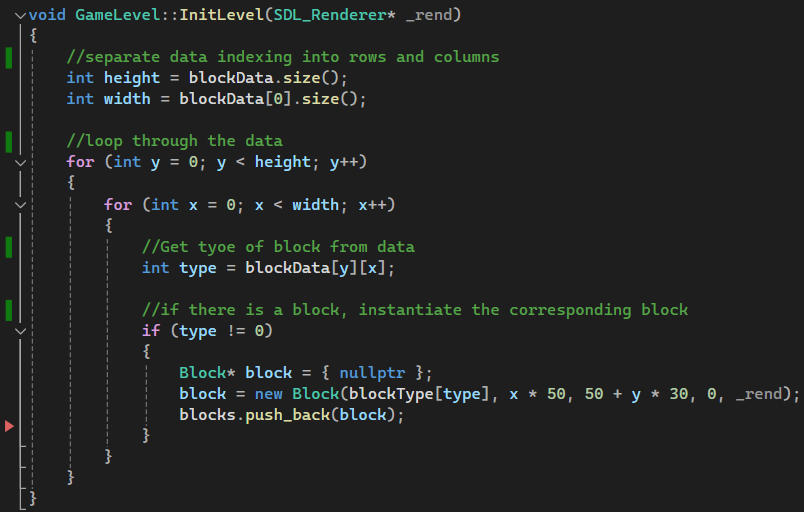 void GameLevel::InitLevel(SDL_Renderer* _rend)
{
    //separate data indexing into rows and columns
    int height = blockData.size();
    int width = blockData[0].size();

    //loop through the data
    for (int y = 0; y < height; y++)
    {
        for (int x = 0; x < width; x++)
        {
            //Get tyoe of block from data
            int type = blockData[y][x];

            //if there is a block, instantiate the corresponding block
            if (type != 0)
            {
                Block* block = { nullptr };
                block = new Block(blockType[type], x * 50, 50 + y * 30, 0, _rend);
                blocks.push_back(block);
            }
        }
    }
}